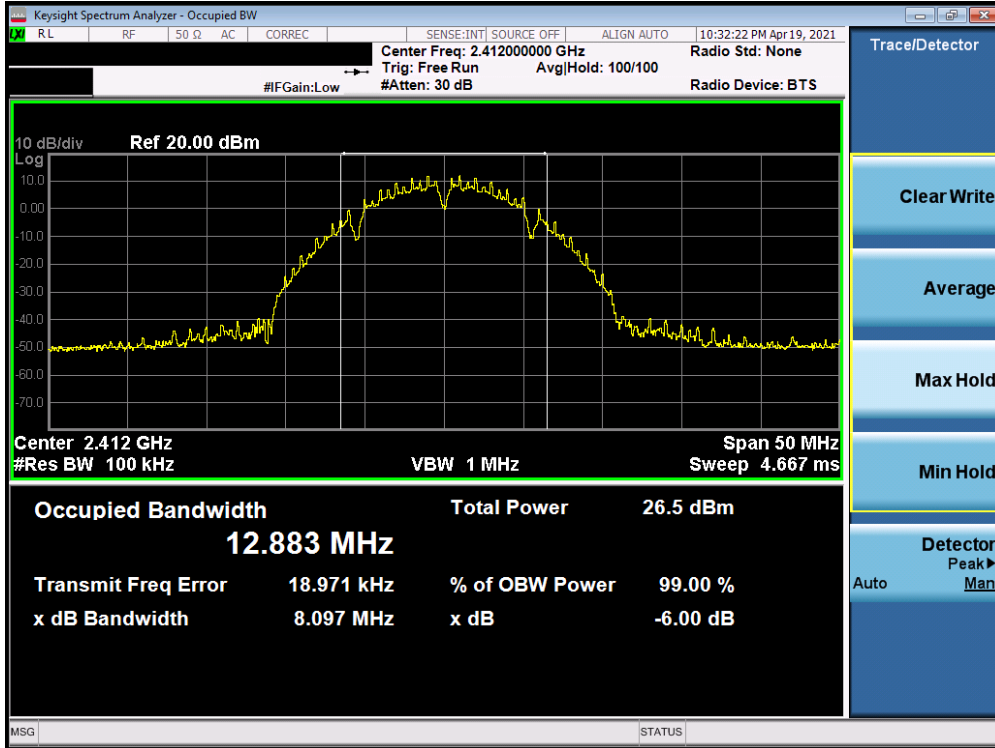 Keysight Spectrum Analyzer - Occupied BW
LXI RL RF 50 Ω AC CORREC SENSE:INT SOURCE OFF ALIGN AUTO 10:32:22 PM Apr 19, 2021
Center Freq: 2.412000000 GHz Radio Std: None
Trig: Free Run Avg|Hold: 100/100
#IFGain:Low #Atten: 30 dB Radio Device: BTS
10 dB/div Ref 20.00 dBm
Log
10.0
0.00
-10.0
-20.0
-30.0
-40.0
-50.0
-60.0
-70.0
Center 2.412 GHz Span 50 MHz
#Res BW 100 kHz VBW 1 MHz Sweep 4.667 ms
Occupied Bandwidth Total Power 26.5 dBm
12.883 MHz
Transmit Freq Error 18.971 kHz % of OBW Power 99.00 %
x dB Bandwidth 8.097 MHz x dB -6.00 dB
MSG STATUS
Trace/Detector
Clear Write
Average
Max Hold
Min Hold
Detector
Peak▶
Auto Man